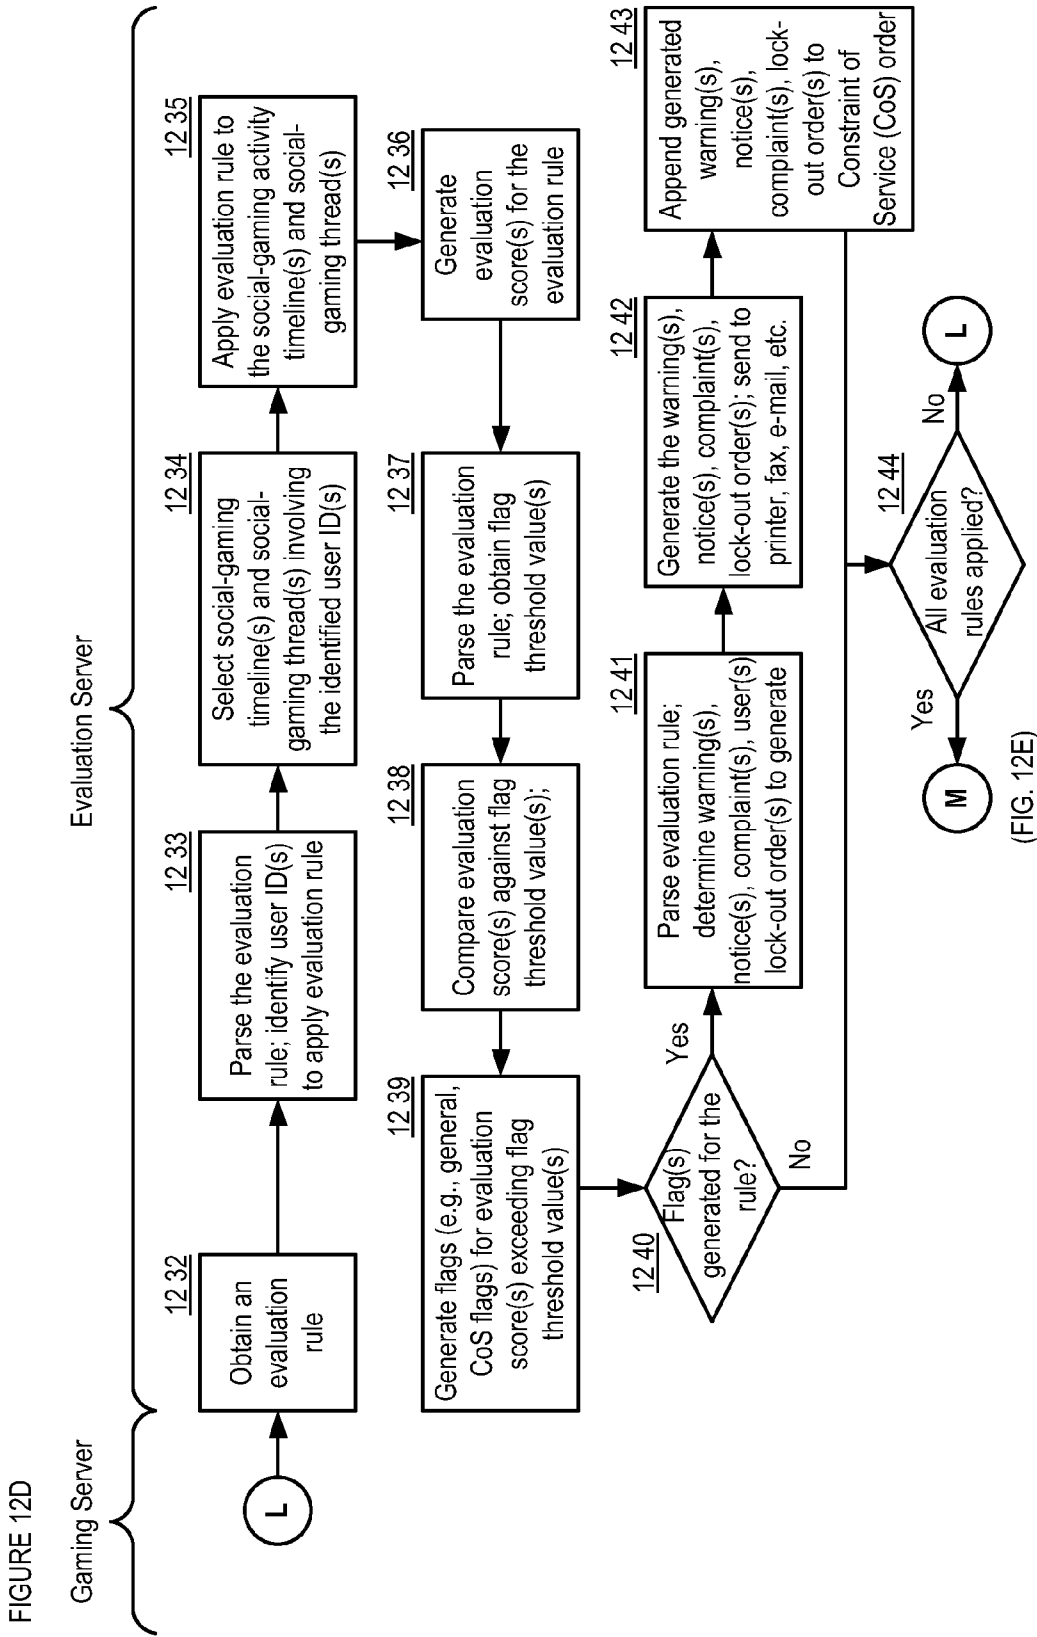 FIGURE 12D
Gaming Server
Evaluation Server
L
12 32
Obtain an
evaluation
rule
12 33
Parse the evaluation
rule; identify user ID(s)
to apply evaluation rule
12 34
Select social-gaming
timeline(s) and social-
gaming thread(s) involving
the identified user ID(s)
12 35
Apply evaluation rule to
the social-gaming activity
timeline(s) and social-
gaming thread(s)
12 36
Generate
evaluation
score(s) for the
evaluation rule
12 37
Parse the evaluation
rule; obtain flag
threshold value(s)
12 38
Compare evaluation
score(s) against flag
threshold value(s);
12 39
Generate flags (e.g., general,
CoS flags) for evaluation
score(s) exceeding flag
threshold value(s)
12 40
Flag(s)
generated for the
rule?
Yes
No
12 41
Parse evaluation rule;
determine warning(s),
notice(s), complaint(s), user(s)
lock-out order(s) to generate
12 42
Generate the warning(s),
notice(s), complaint(s),
lock-out order(s); send to
printer, fax, e-mail, etc.
12 43
Append generated
warning(s),
notice(s),
complaint(s), lock-
out order(s) to
Constraint of
Service (CoS) order
12 44
All evaluation
rules applied?
Yes
No
M
L
(FIG. 12E)